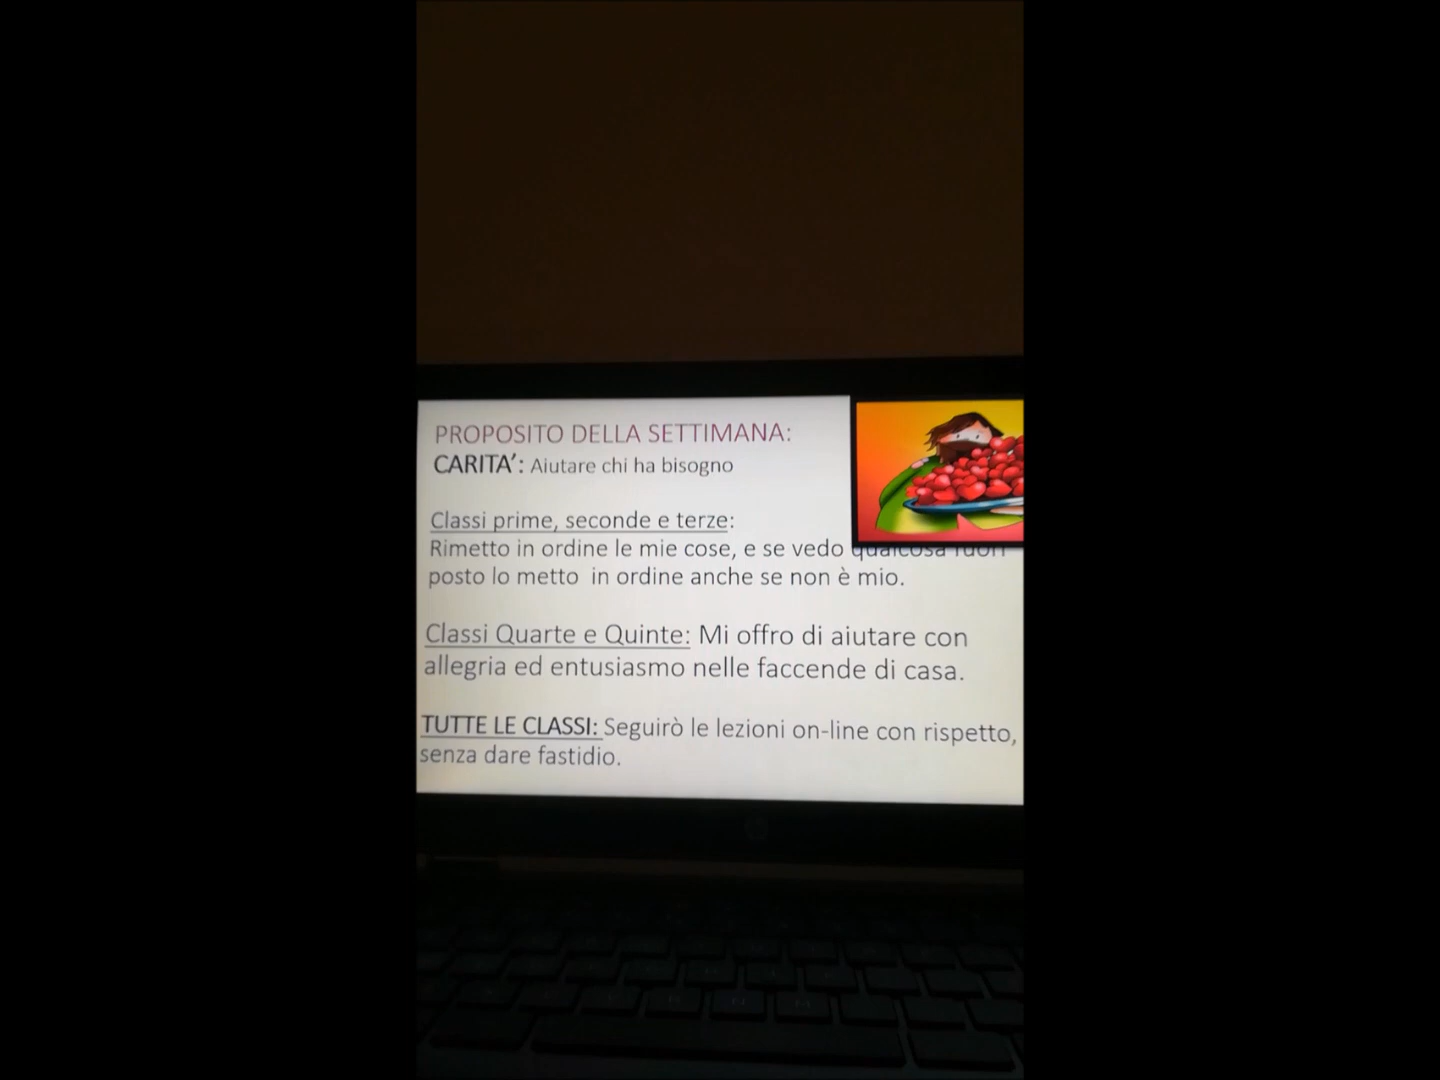 PROPOSITO DELLA SETTIMANA:
CARITA': Aiutare chi ha bisogno
Classi prime, seconde e terze:
Rimetto in ordine le mie cose, e se vedo qualcosa fuori
posto lo metto in ordine anche se non è mio.
Classi Quarte e Quinte: Mi offro di aiutare con
allegria ed entusiasmo nelle faccende di casa.
TUTTE LE CLASSI: Seguirò le lezioni on-line con rispetto,
senza dare fastidio.